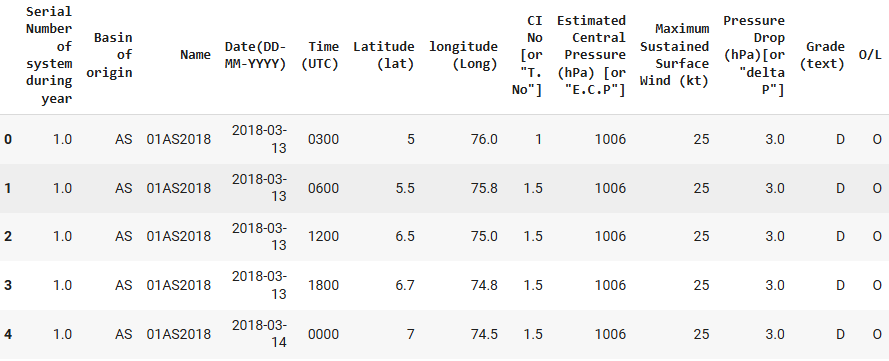 Serial Number of system during year Basin of origin Name Date(DD-MM-YYYY) Time (UTC) Latitude (lat) longitude (Long) CI No [or "T. No"] Estimated Central Pressure (hPa) [or "E.C.P"] Maximum Sustained Surface Wind (kt) Pressure Drop (hPa)[or "delta P"] Grade (text) O/L
0 1.0 AS 01AS2018 2018-03-13 0300 5 76.0 1 1006 25 3.0 D O
1 1.0 AS 01AS2018 2018-03-13 0600 5.5 75.8 1.5 1006 25 3.0 D O
2 1.0 AS 01AS2018 2018-03-13 1200 6.5 75.0 1.5 1006 25 3.0 D O
3 1.0 AS 01AS2018 2018-03-13 1800 6.7 74.8 1.5 1006 25 3.0 D O
4 1.0 AS 01AS2018 2018-03-14 0000 7 74.5 1.5 1006 25 3.0 D O